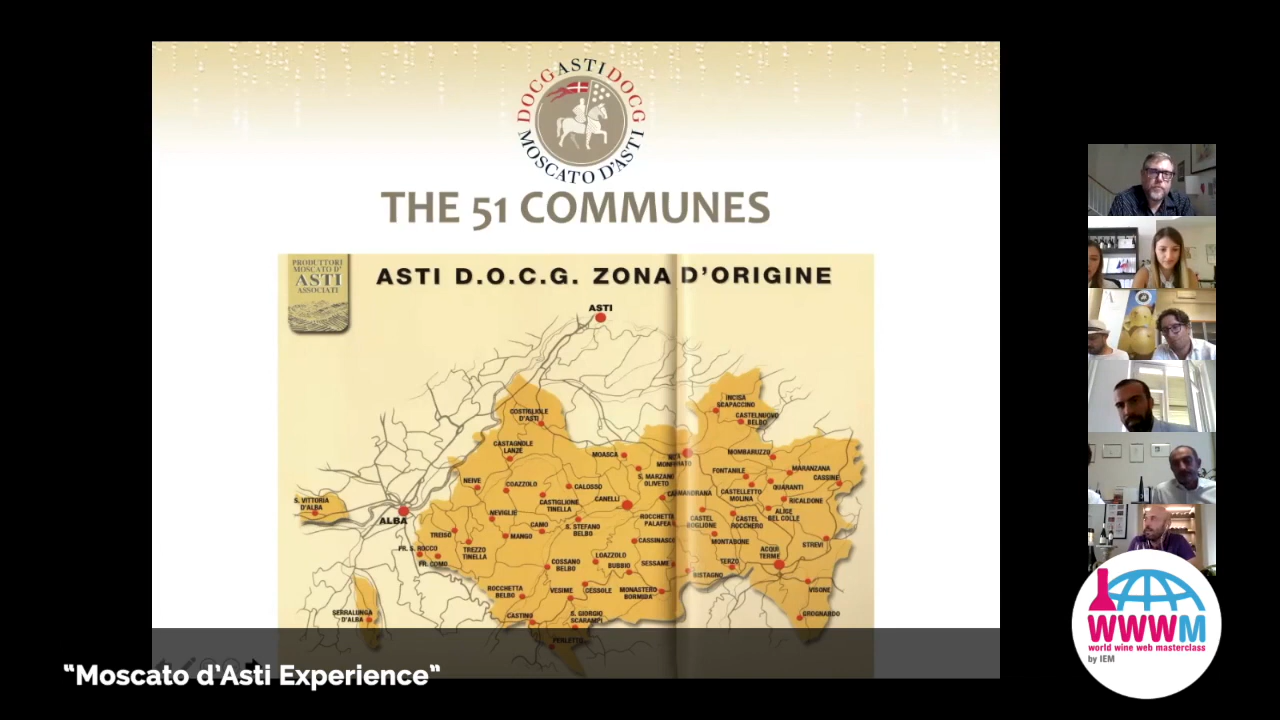 DOCG ASTI DOCG
MOSCATO D'ASTI
THE 51 COMMUNES
PRODUTTORI
MOSCATO D'
ASTI
ASSOCIATI
ASTI D.O.C.G. ZONA D'ORIGINE
ASTI
INCISA
SCAPACCINO
COSTIGLIOLE
D'ASTI
CASTELNUOVO
BELBO
CASTAGNOLE
LANZE
MOASCA
MOMBARUZZO
S. MARZANO
OLIVETO
FONTANILE
MARANZANA
CASSINE
NEIVE
COAZZOLO
CALOSSO
QUARANTI
S. VITTORIA
D'ALBA
CASTIGLIONE
TINELLA
CANELLI
CASTELLETTO
MOLINA
RICALDONE
ALBA
NEVIGLIE
CAMO
S. STEFANO
BELBO
ROCCHETTA
PALAFEA
CASTEL
BOGLIONE
CASTEL
ROCCHERO
ALICE
BEL COLLE
TREISO
MANGO
CASSINASCO
MONTABONE
STREVI
FR. S. ROCCO
TREZZO
TINELLA
FR. COMO
COSSANO
BELBO
LOAZZOLO
BUBBIO
SESSAME
TERZO
ACQUI
TERME
BISTAGNO
ROCCHETTA
BELBO
VESIME
CESSOLE
MONASTERO
BORMIDA
VISONE
SERRALUNGA
D'ALBA
CASTINO
S. GIORGIO
SCARAMPI
GROGNARDO
PERLETTO
"Moscato d'Asti Experience"
WWWM
world wine web masterclass
by IEM